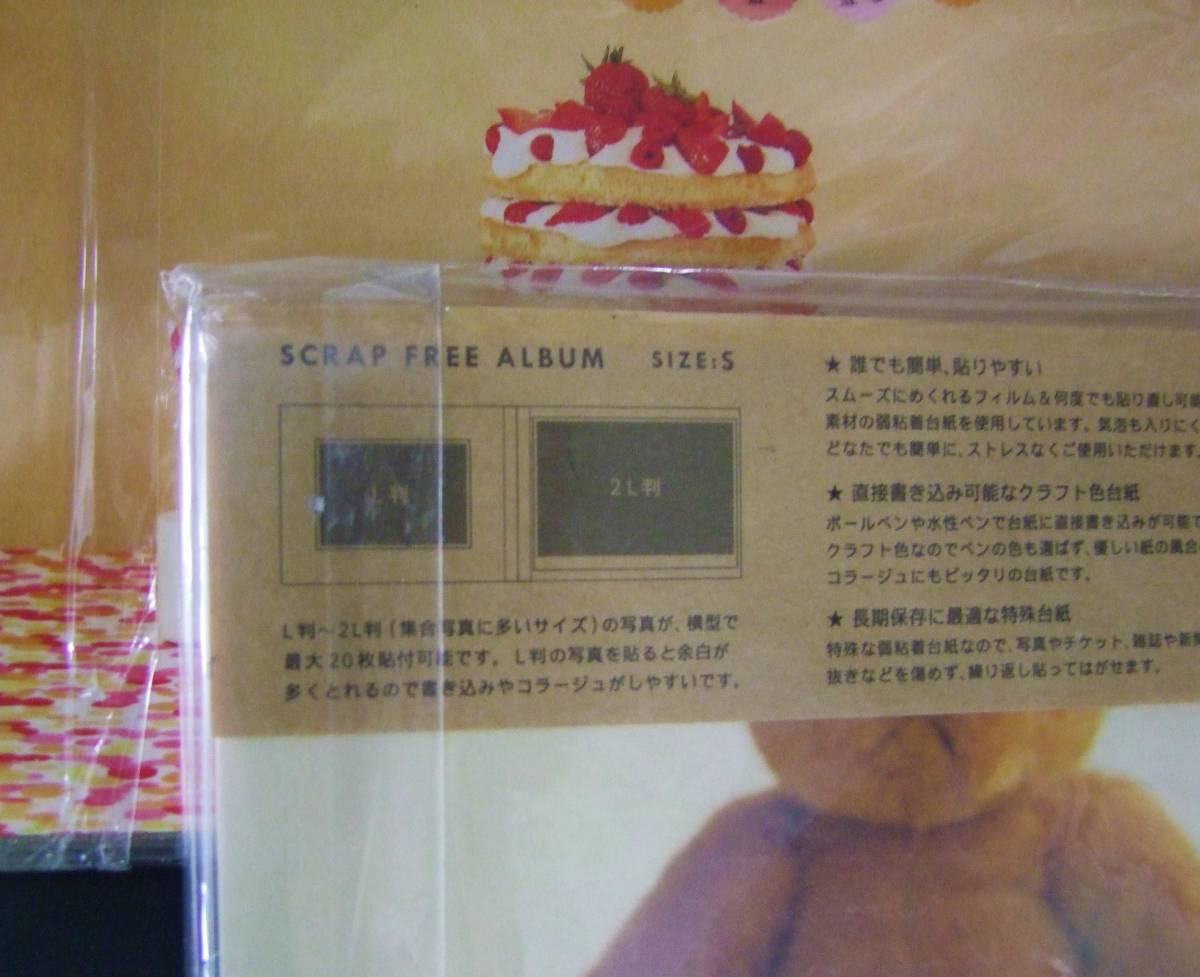 SCRAP FREE ALBUM SIZE:S
L判
2L判
L判〜2L判(集合写真に多いサイズ)の写真が、横型で
最大20枚貼付可能です。L判の写真を貼ると余白が
多くとれるので書き込みやコラージュがしやすいです。
★ 誰でも簡単、貼りやすい
スムーズにめくれるフィルム&何度でも貼り直し可能
素材の弱粘着台紙を使用しています。気泡も入りにく
どなたでも簡単に、ストレスなくご使用いただけます。
★ 直接書き込み可能なクラフト色台紙
ボールペンや水性ペンで台紙に直接書き込みが可能で
クラフト色なのでペンの色も選ばず、優しい紙の風合
コラージュにもピッタリの台紙です。
★ 長期保存に最適な特殊台紙
特殊な弱粘着台紙なので、写真やチケット、雑誌や新聞
抜きなどを傷めず、繰り返し貼ってはがせます。